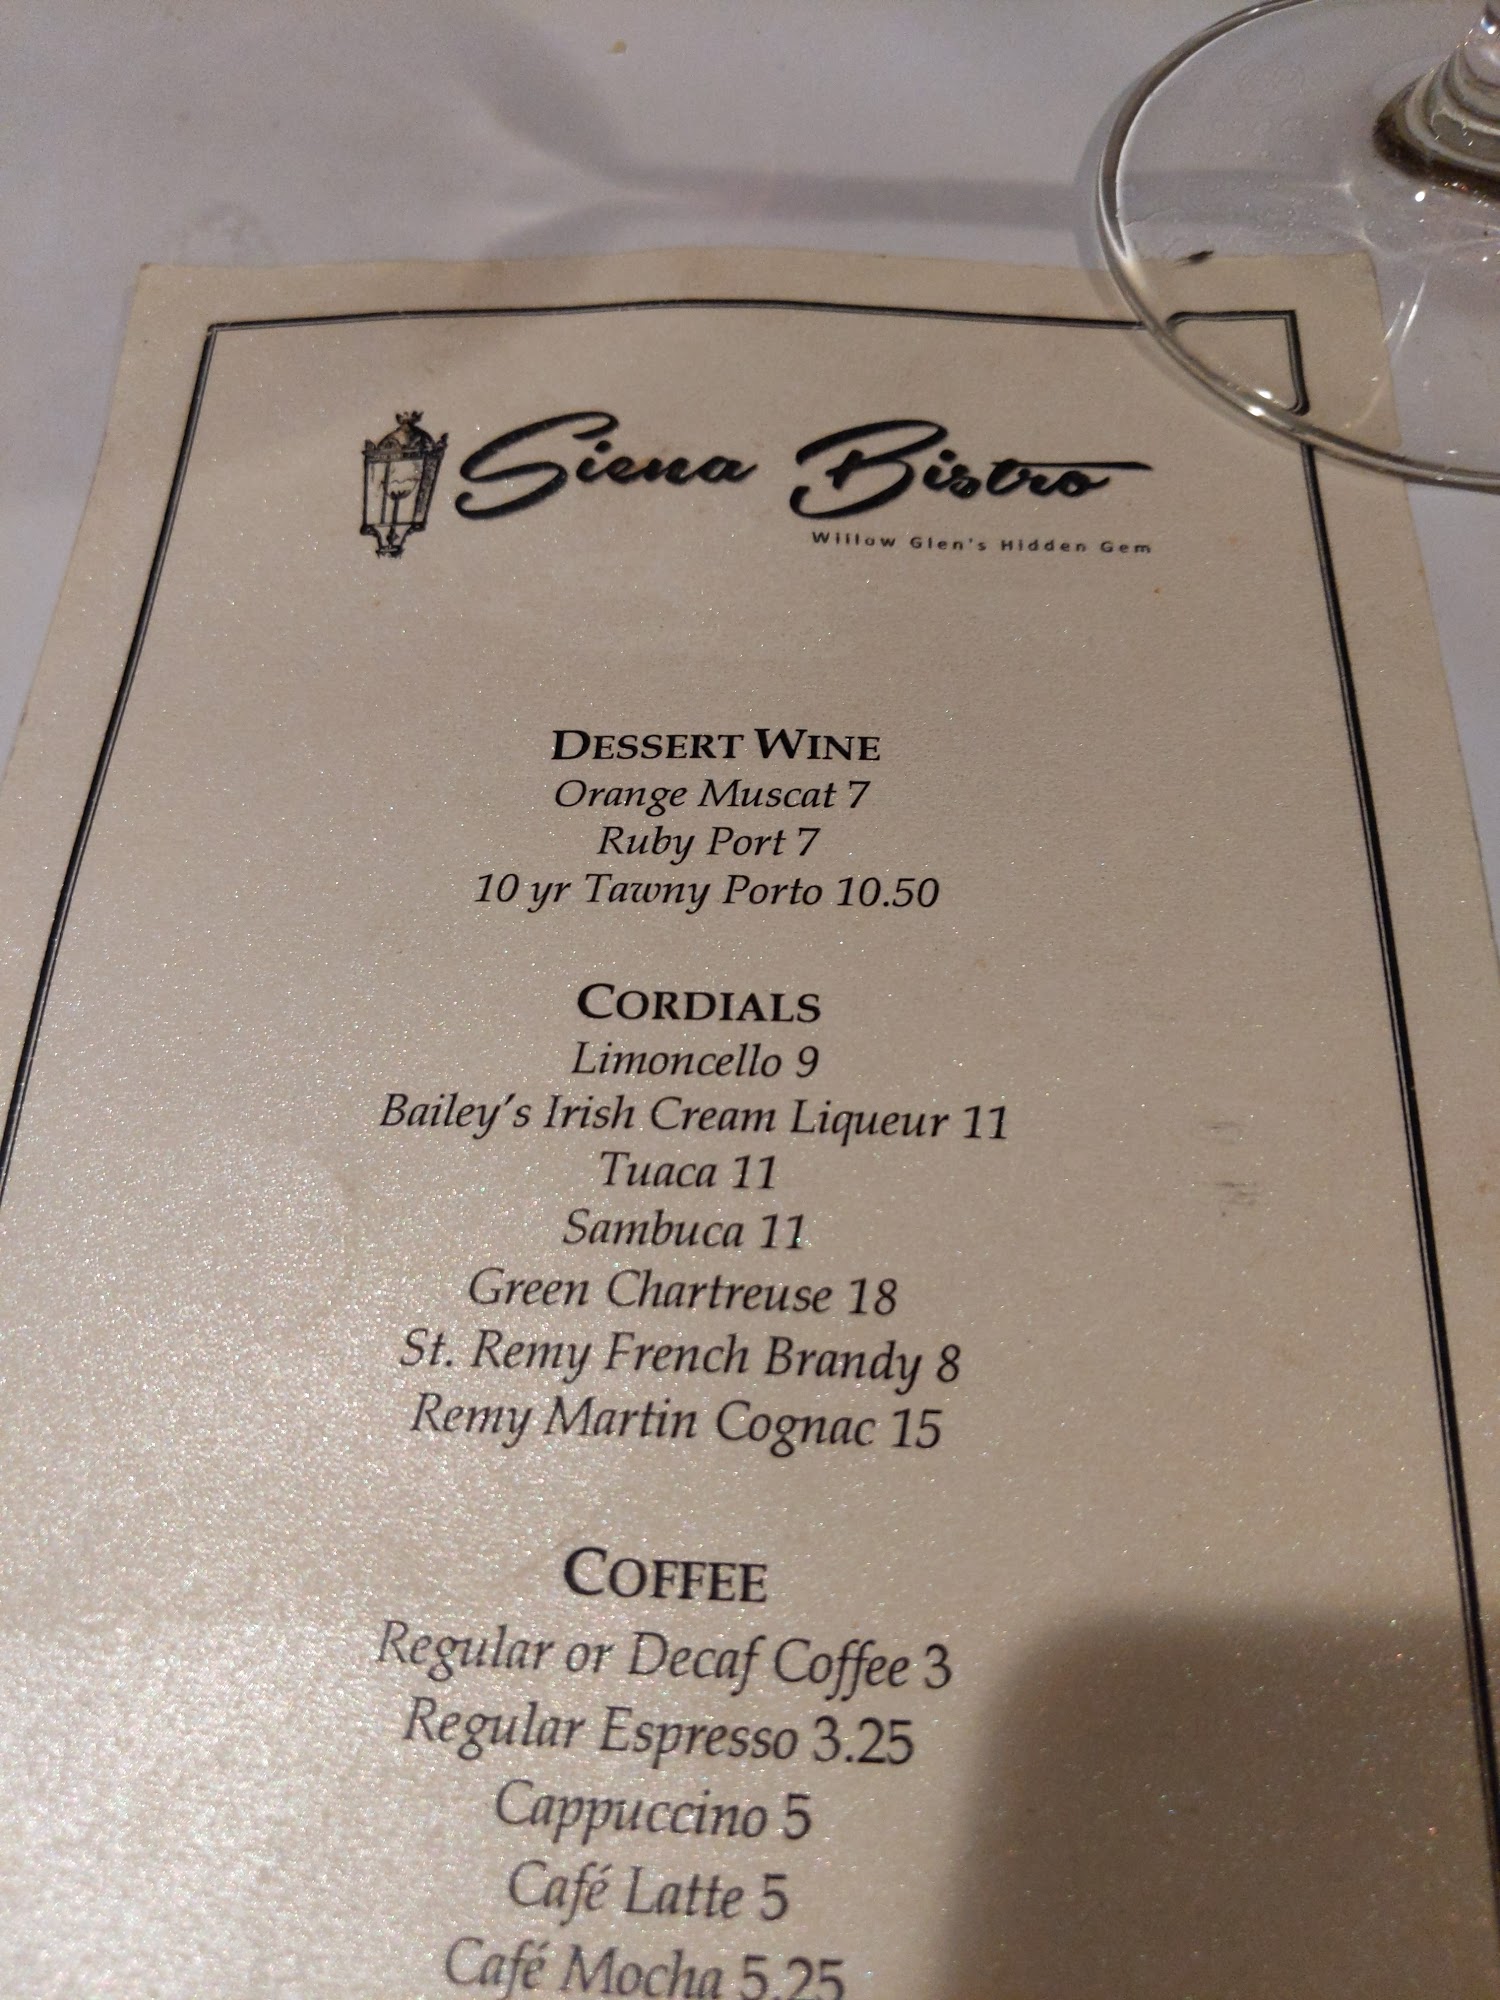 Siena Bistro
Willow Glen's Hidden Gem
DESSERT WINE
Orange Muscat 7
Ruby Port 7
10 yr Tawny Porto 10.50
CORDIALS
Limoncello 9
Bailey's Irish Cream Liqueur 11
Tuaca 11
Sambuca 11
Green Chartreuse 18
St. Remy French Brandy 8
Remy Martin Cognac 15
COFFEE
Regular or Decaf Coffee 3
Regular Espresso 3.25
Cappuccino 5
Café Latte 5
Café Mocha 5.25